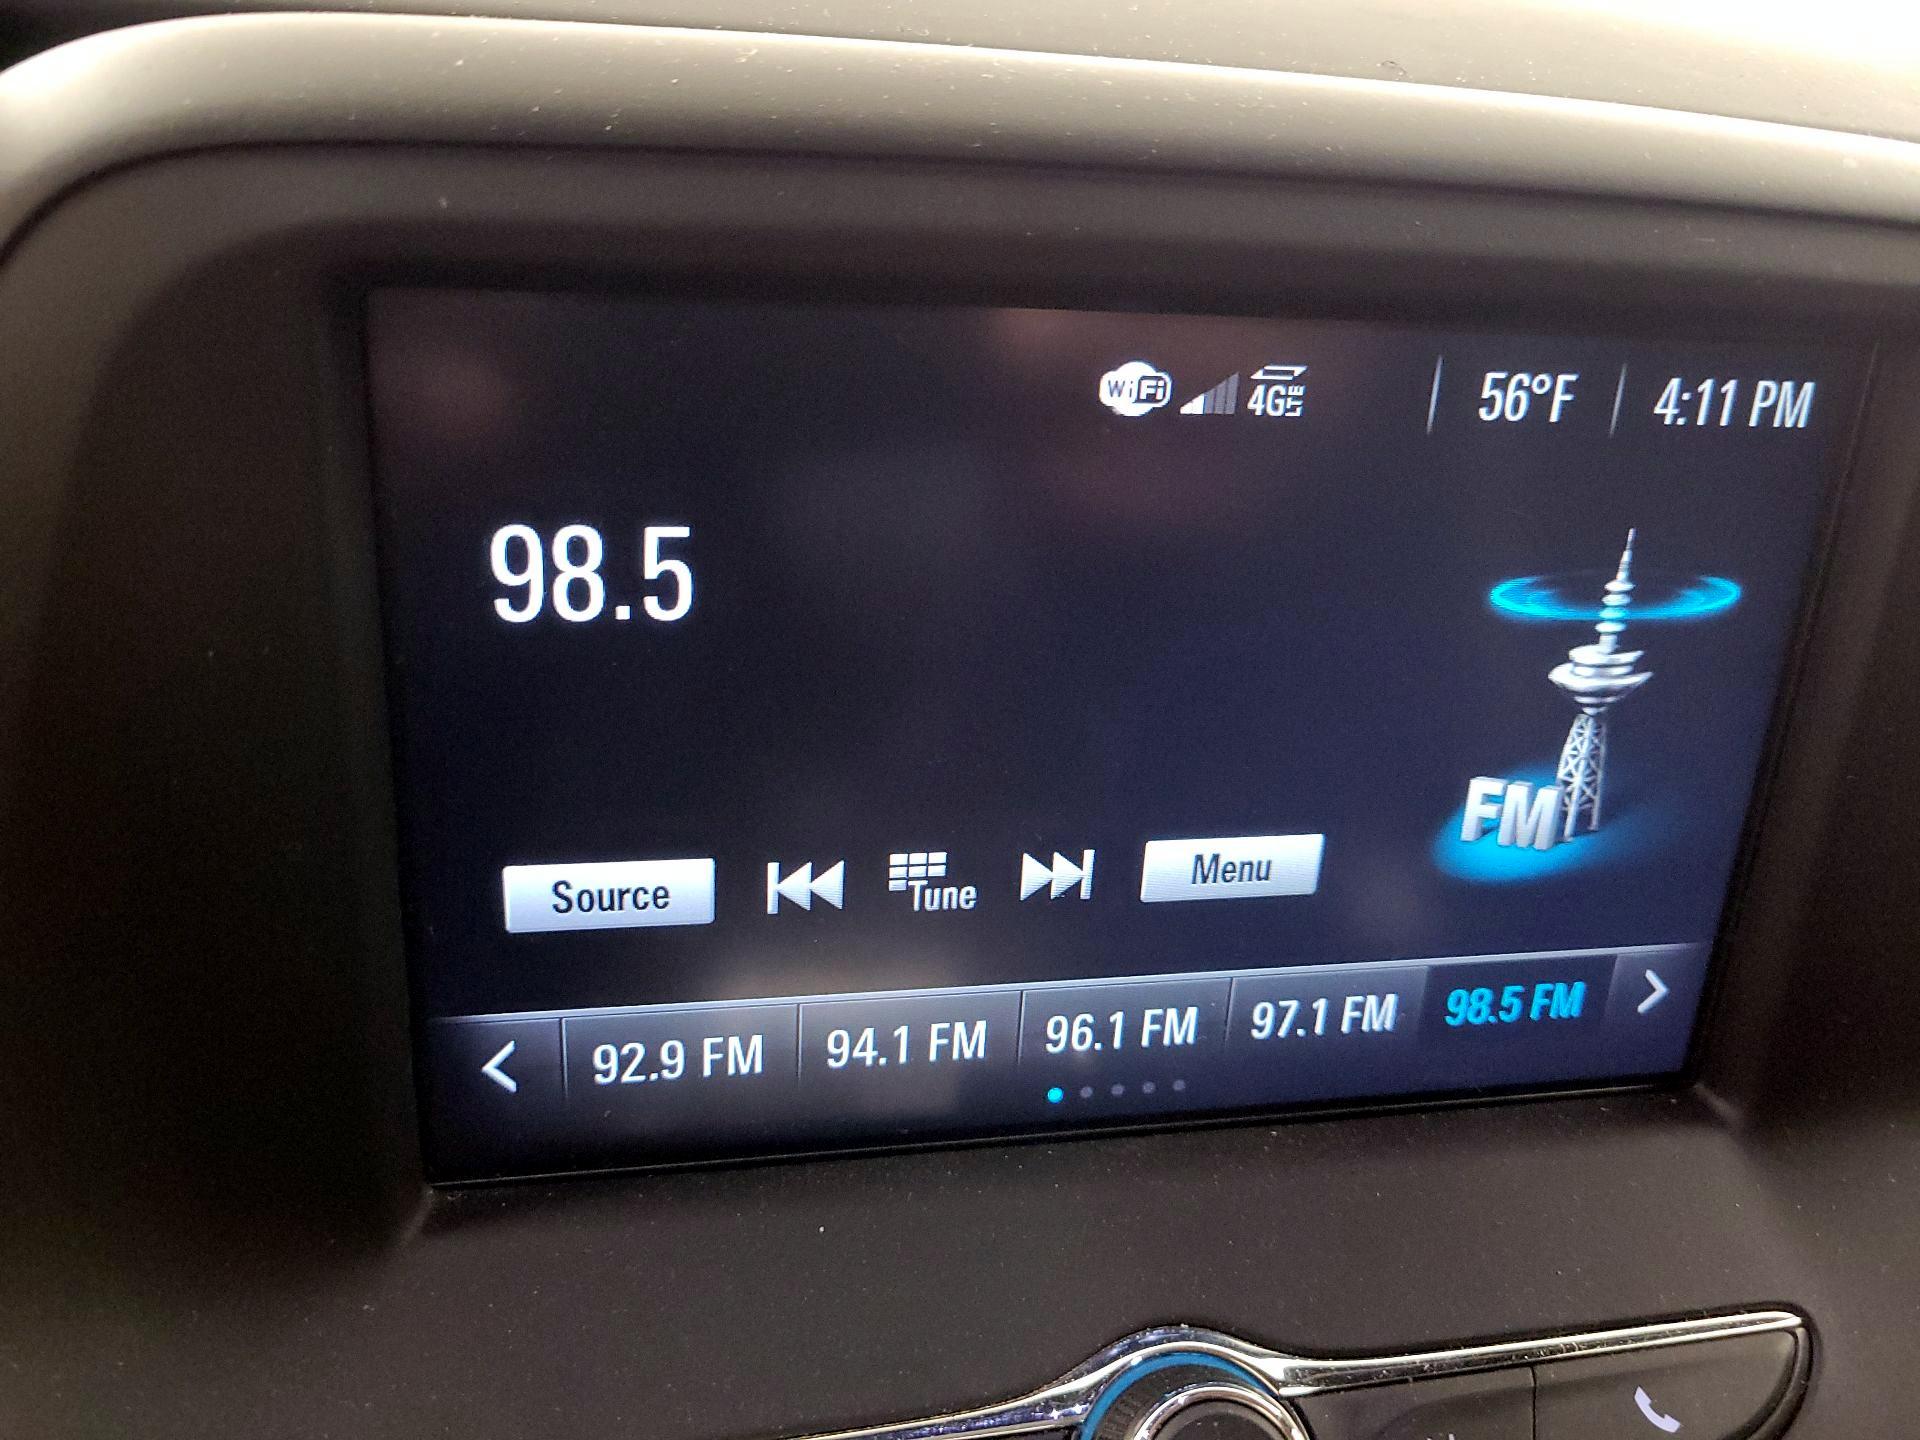 WiFi 4G LTE 56°F 4:11 PM
98.5
FM
Source Tune Menu
92.9 FM 94.1 FM 96.1 FM 97.1 FM 98.5 FM